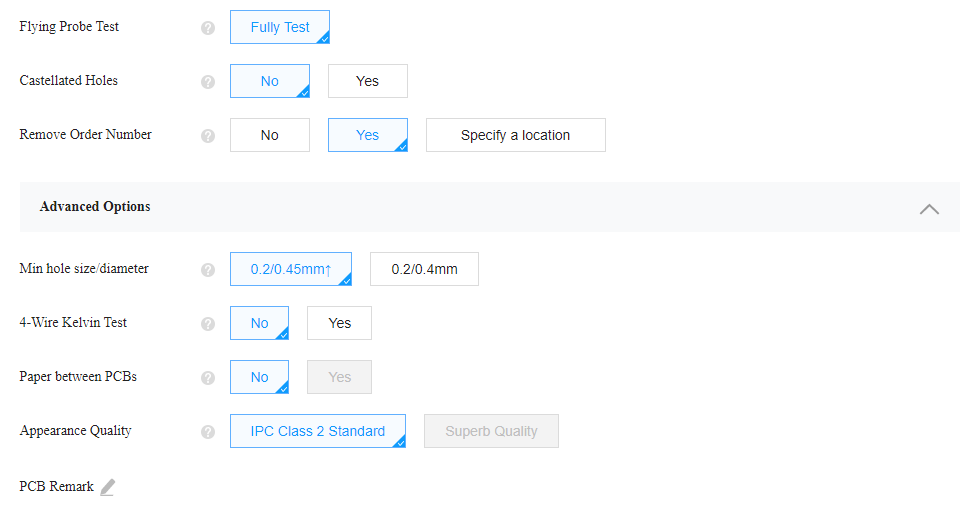 Flying Probe Test ? Fully Test
Castellated Holes ? No Yes
Remove Order Number ? No Yes Specify a location
Advanced Options
Min hole size/diameter ? 0.2/0.45mm↑ 0.2/0.4mm
4-Wire Kelvin Test ? No Yes
Paper between PCBs ? No Yes
Appearance Quality ? IPC Class 2 Standard Superb Quality
PCB Remark